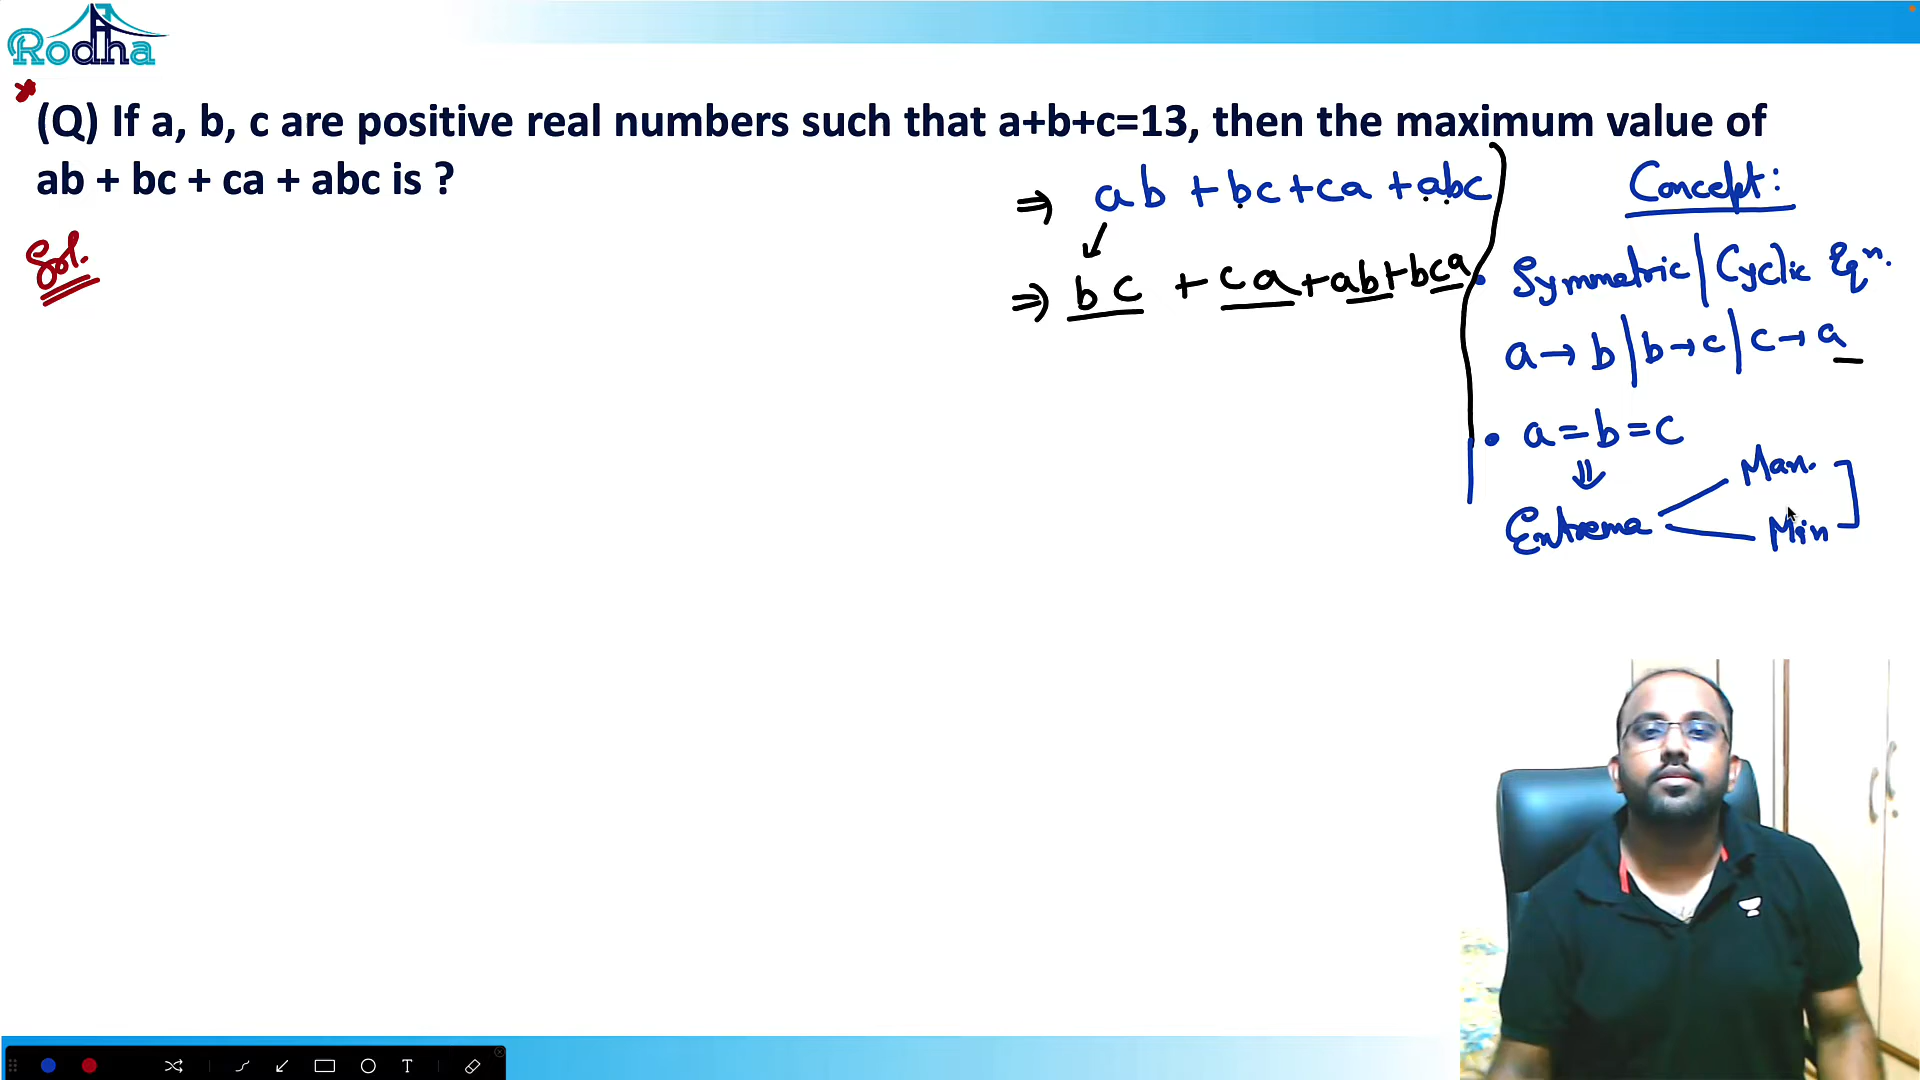 Rodha
(Q) If a, b, c are positive real numbers such that a+b+c=13, then the maximum value of
ab + bc + ca + abc is ?
Sol.
⇒ ab + bc + ca + abc
⇒ bc + ca + ab + bca
Concept:
• Symmetric | Cyclic Eqⁿ.
a → b | b → c | c → a
• a = b = c
⇓
Extrema
Max.
Min
T